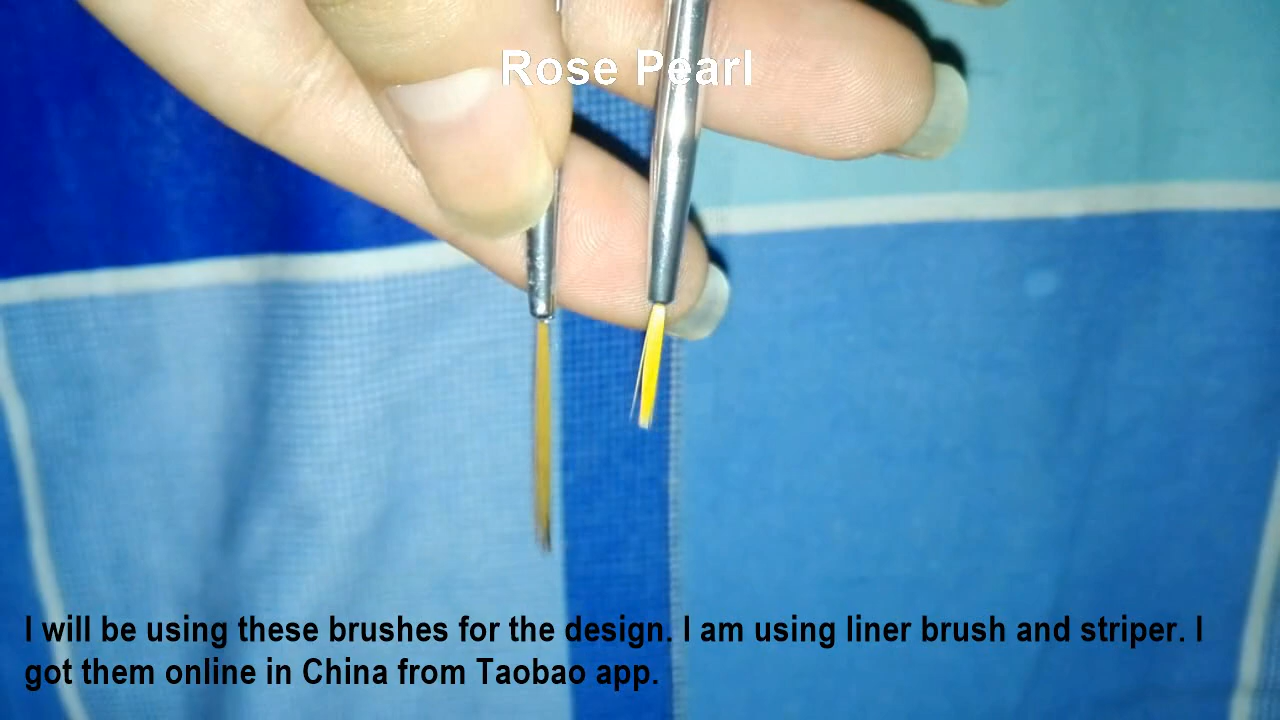 Rose Pearl
I will be using these brushes for the design. I am using liner brush and striper. I
got them online in China from Taobao app.